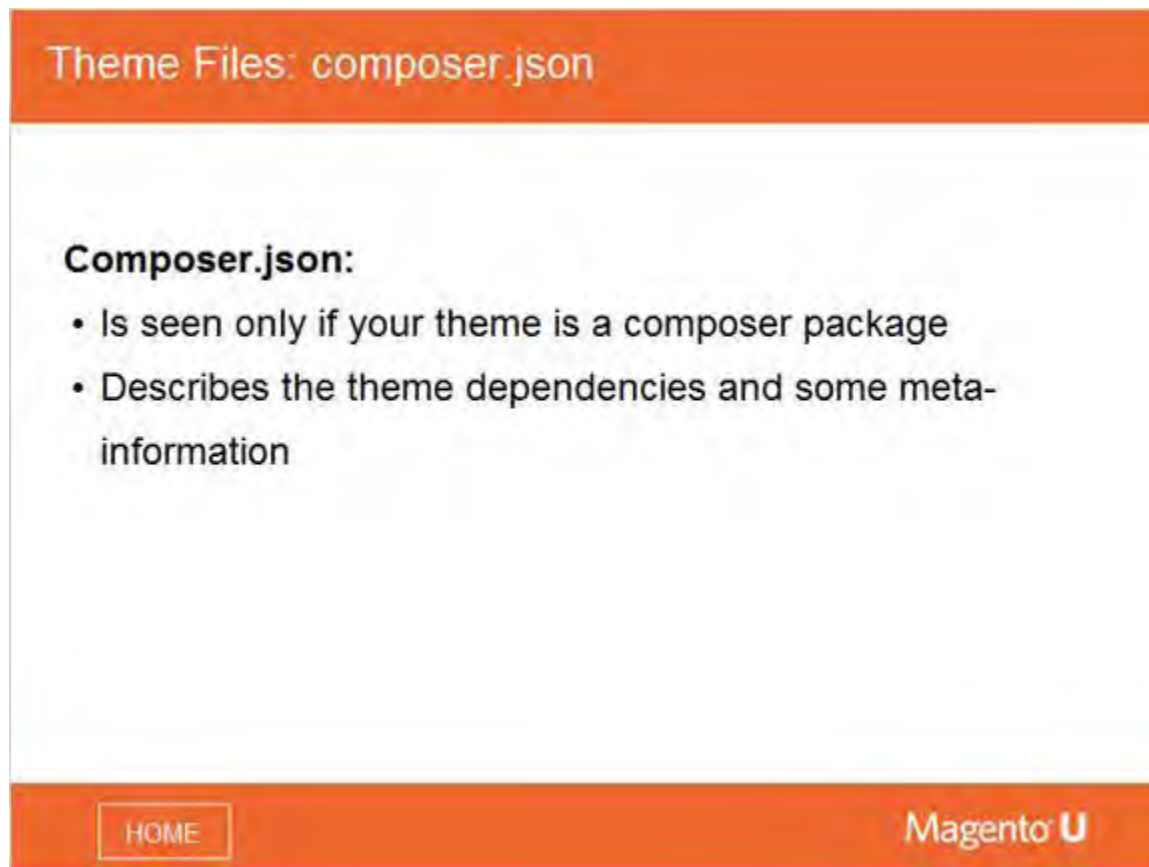 Theme Files: composer.json
Composer.json:
• Is seen only if your theme is a composer package
• Describes the theme dependencies and some meta-
information
HOME
Magento U